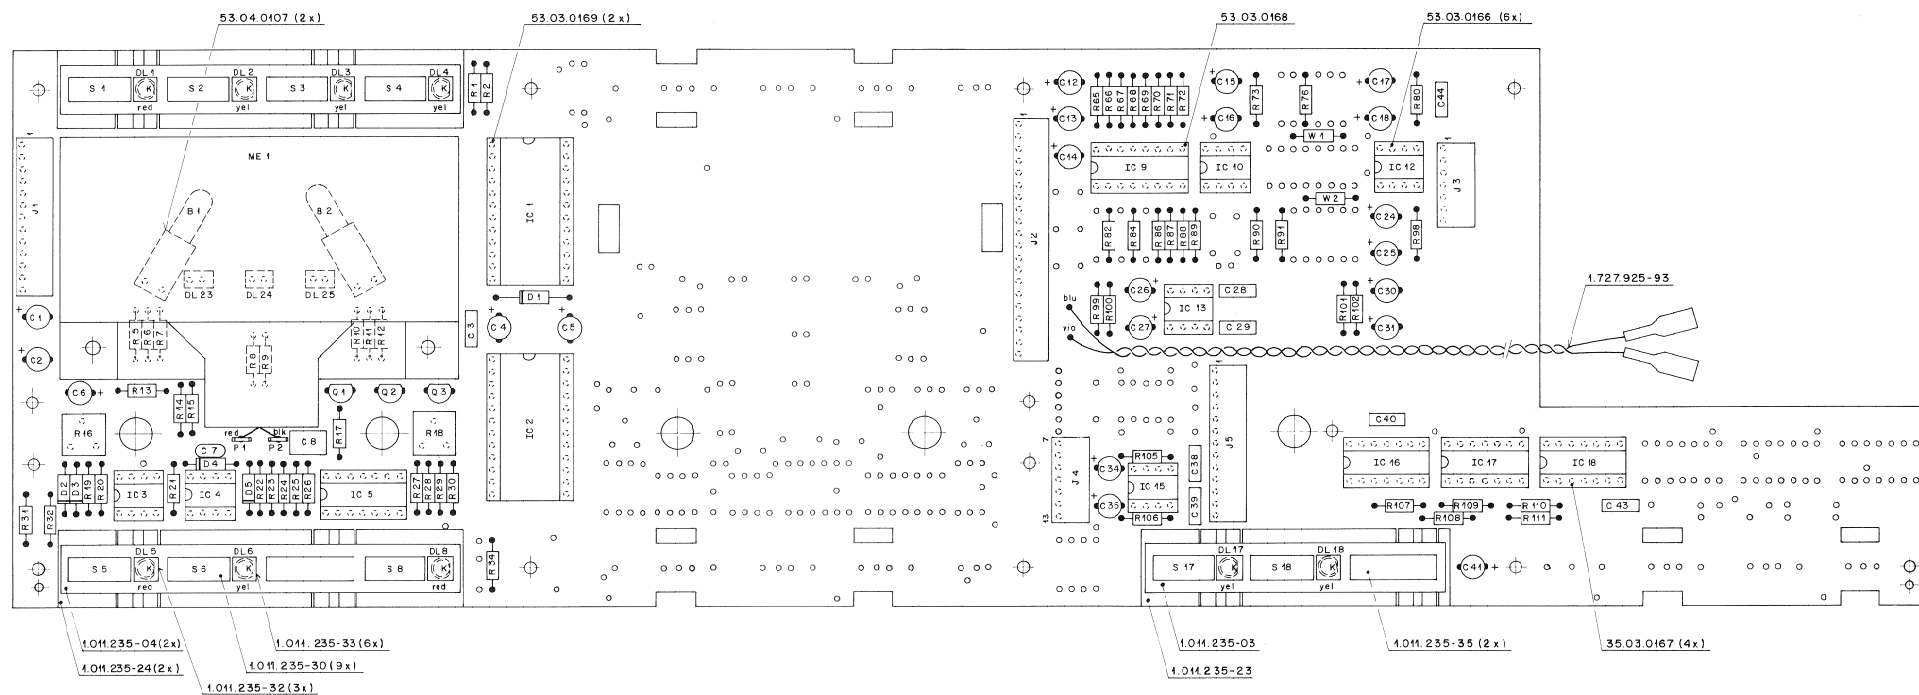 53.04.0107 (2x)
53.03.0169 (2x)
53.03.0168
53.03.0166 (6x)
DL1 DL2 DL3 DL4
S1 S2 S3 S4
K K K K
red yel yel yel
R1 R2
C12 C13 C14
R65 R66 R67 R68 R69 R70 R71 R72
C15 C16
R73 R76
C17 C18
R80 C44
W1
ME 1
J1
B1 B2
IC 1
IC 9 IC 10 IC 12
J3
W2
J2
R82 R84 R86 R87 R88 R89 R90 R91
C24 C25
R98
DL23 DL24 DL25
D1
1.727.925-93
C1 C2
R5 R6 R7
R8 R9
R10 R11 R12
C3 C4 C5
blu
vio
R99 R100
C26 C27
IC 13
C28
C29
R101 R102
C30 C31
C6
R13
R14 R15
Q1 Q2 Q3
R16
red blk
P1 P2
C8
R17
R18
IC 2
C7
D4
D2 D3 R19 R20
IC 3
R21
IC 4
D5 R22 R23 R24 R25 R26
IC 5
R27 R28 R29 R30
R31 R32
7
J4
13
C34 C35
R105
IC 15
R106
C38
C39
J5
1
C40
IC 16 IC 17 IC 18
R107 R109 R110
R108 R111
C43
DL5 DL6 DL8
S5 S6 S8
K K K
red yel red
R34
DL17 DL18
S17 S18
K K
yel yel
C41
1.011.235-04(2x)
1.011.235-33(6x)
1.011.235-03
1.011.235-35 (2x)
35.03.0167 (4x)
1.011.235-24(2x)
1.011.235-30(9x)
1.011.235-23
1.011.235-32(3x)